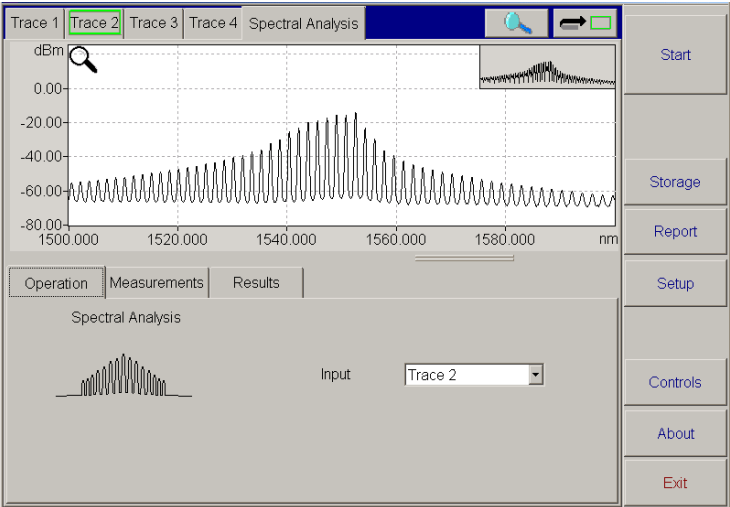 Trace 1 Trace 2 Trace 3 Trace 4 Spectral Analysis
dBm
0.00
-20.00
-40.00
-60.00
-80.00
1500.000 1520.000 1540.000 1560.000 1580.000 nm
Operation Measurements Results
Spectral Analysis
Input Trace 2
Start
Storage
Report
Setup
Controls
About
Exit